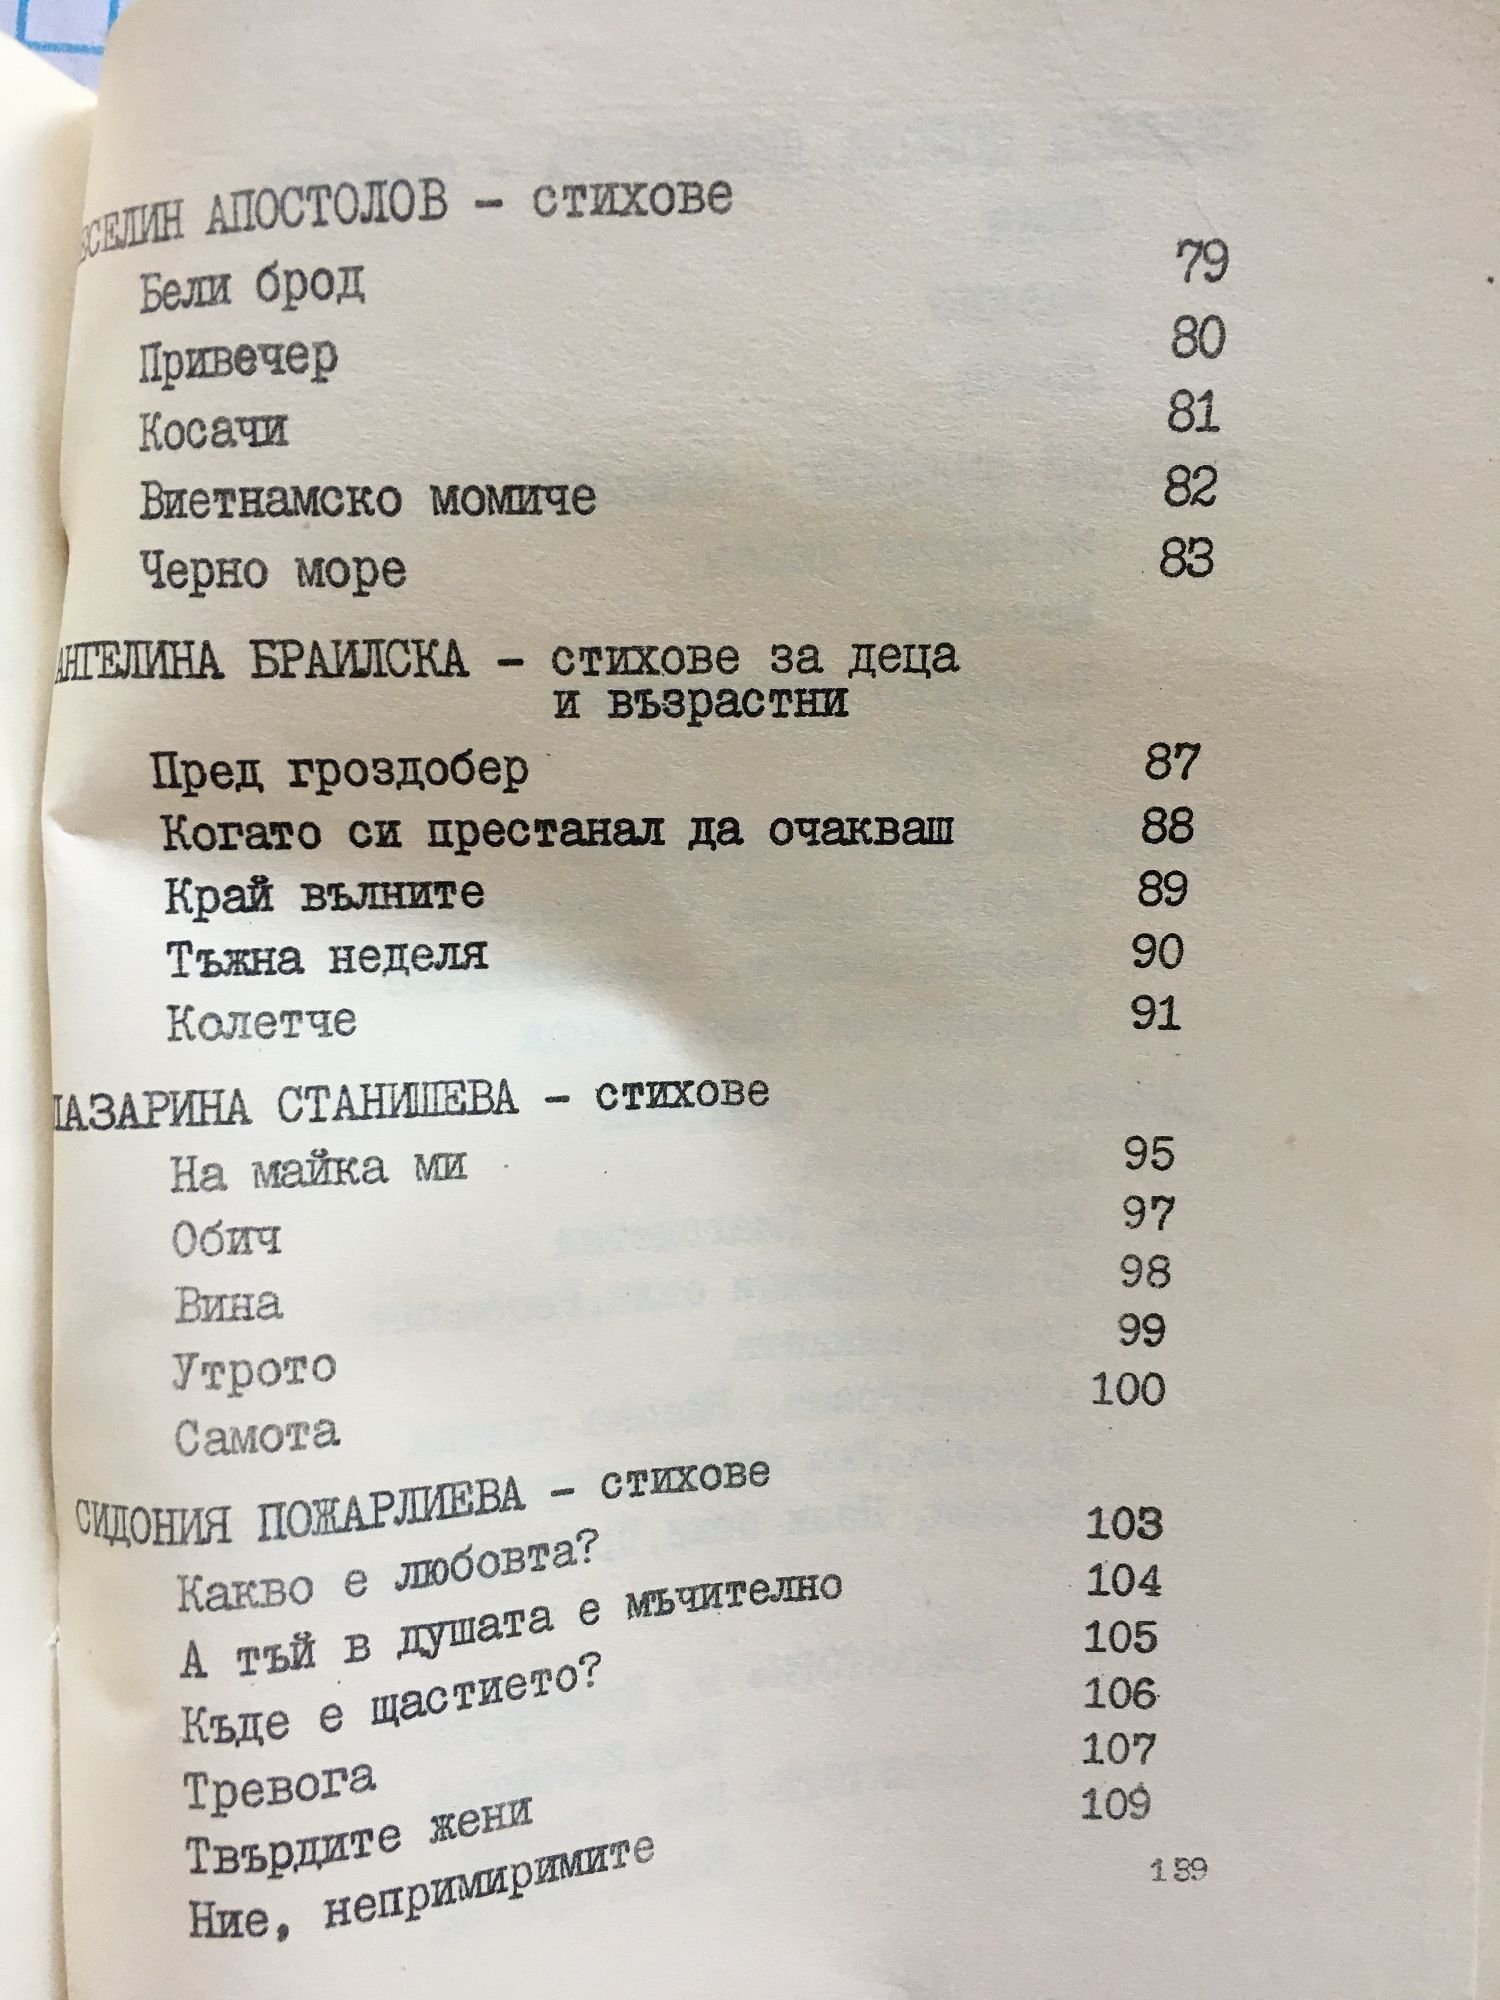 ВЕСЕЛИН АПОСТОЛОВ - стихове
Бели брод 79
Привечер 80
Косачи 81
Виетнамско момиче 82
Черно море 83
АНГЕЛИНА БРАИЛСКА - стихове за деца
и възрастни
Пред гроздобер 87
Когато си престанал да очакваш 88
Край вълните 89
Тъжна неделя 90
Колетче 91
ЛАЗАРИНА СТАНИШЕВА - стихове
На майка ми 95
Обич 97
Вина 98
Утрото 99
Самота 100
СИДОНИЯ ПОЖАРЛИЕВА - стихове
Какво е любовта? 103
А тъй в душата е мъчително 104
Къде е щастието? 105
Тревога 106
Твърдите жени 107
Ние, непримиримите 109
139